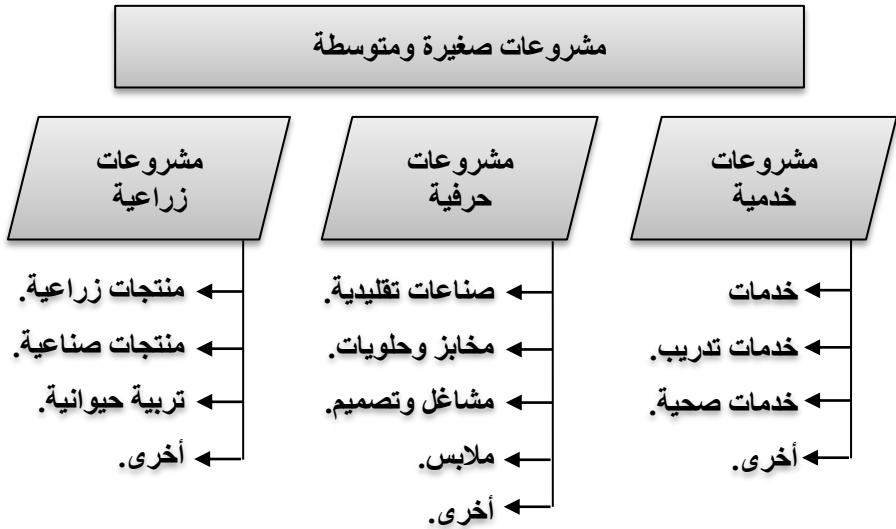 مشروعات صغيرة ومتوسطة
مشروعات
خدمية
خدمات
خدمات تدريب.
خدمات صحية.
أخرى.
مشروعات
حرفية
صناعات تقليدية.
مخابز وحلويات.
مشاغل وتصميم.
ملابس.
أخرى.
مشروعات
زراعية
منتجات زراعية.
منتجات صناعية.
تربية حيوانية.
أخرى.